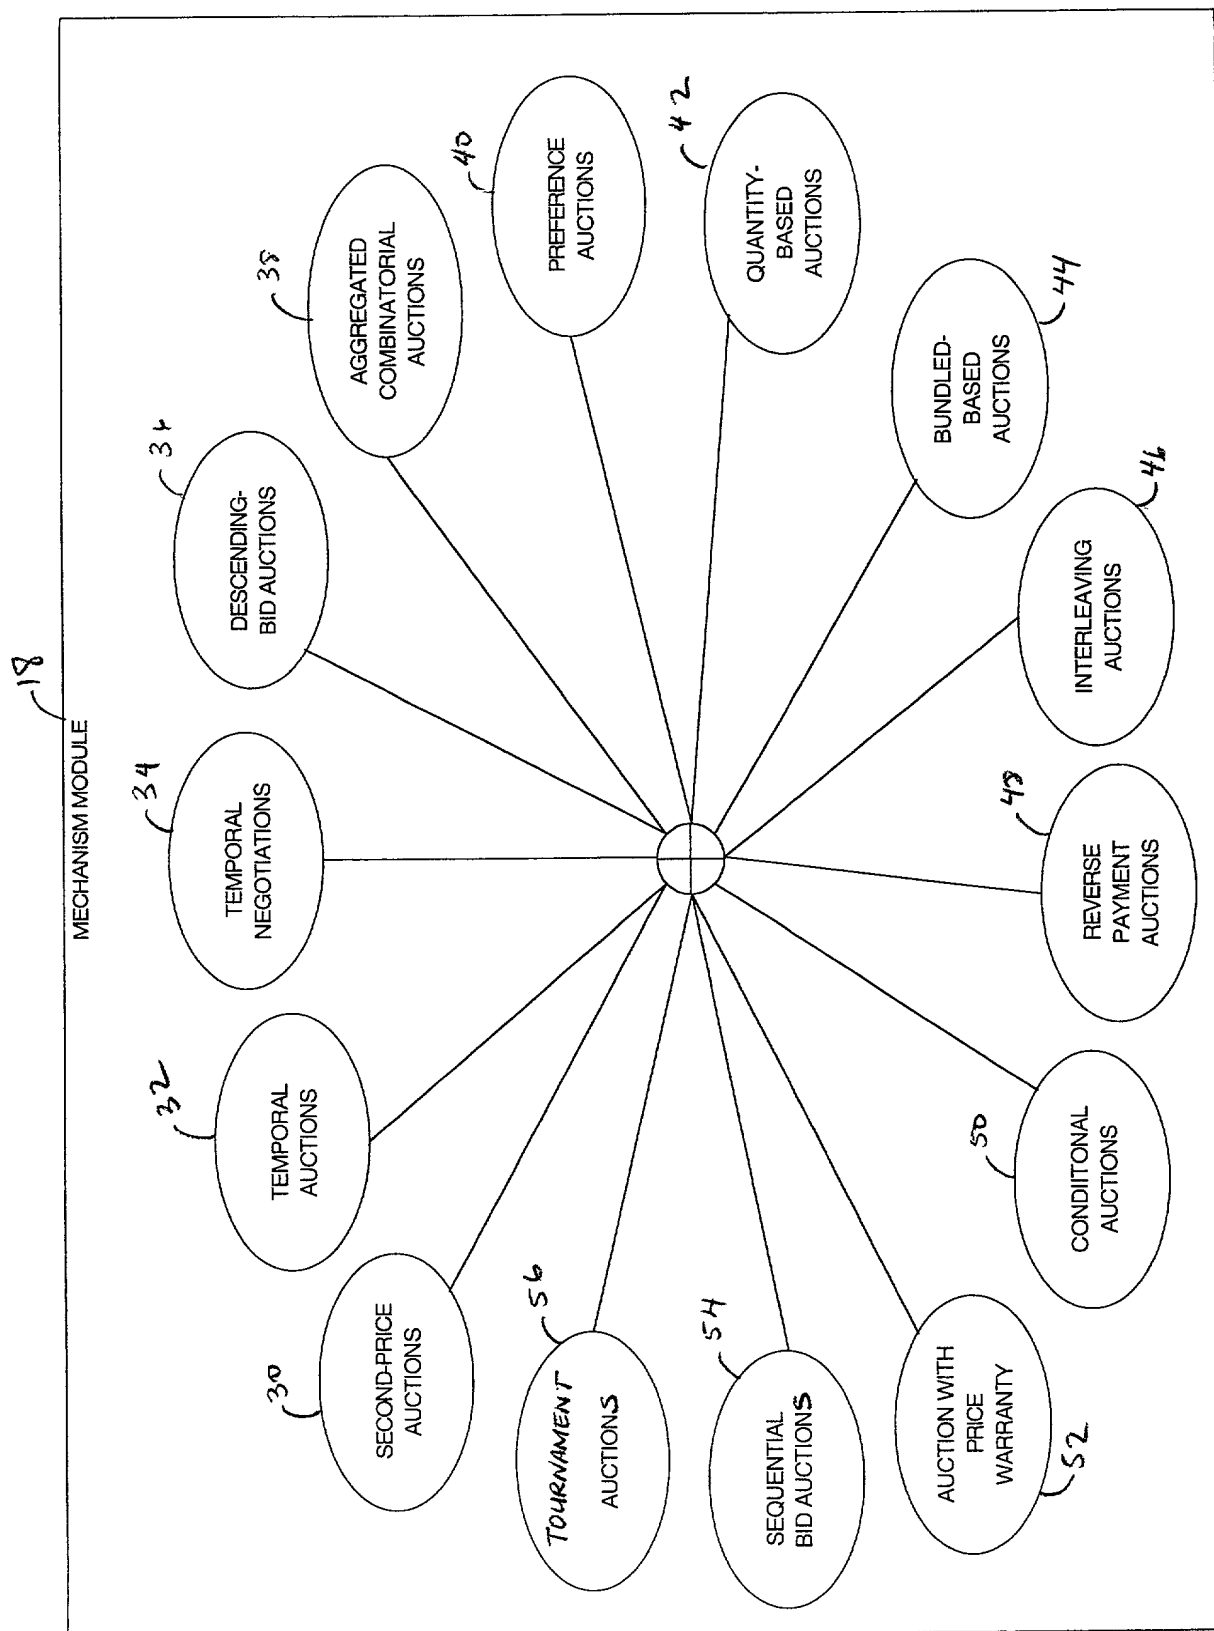 18
MECHANISM MODULE
34
TEMPORAL
NEGOTIATIONS
DESCENDING-
BID AUCTIONS
38
AGGREGATED
COMBINATORIAL
AUCTIONS
40
PREFERENCE
AUCTIONS
42
QUANTITY-
BASED
AUCTIONS
44
BUNDLED-
BASED
AUCTIONS
46
INTERLEAVING
AUCTIONS
48
REVERSE
PAYMENT
AUCTIONS
50
CONDIITONAL
AUCTIONS
52
AUCTION WITH
PRICE
WARRANTY
54
SEQUENTIAL
BID AUCTIONS
56
TOURNAMENT
AUCTIONS
30
SECOND-PRICE
AUCTIONS
32
TEMPORAL
AUCTIONS